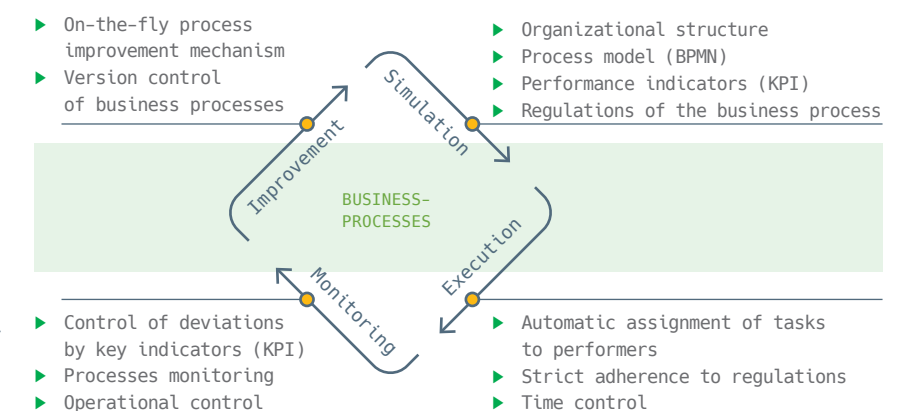 On-the-fly process
improvement mechanism
Version control
of business processes
Organizational structure
Process model (BPMN)
Performance indicators (KPI)
Regulations of the business process
Simulation
Improvement
BUSINESS-
PROCESSES
Execution
Monitoring
Control of deviations
by key indicators (KPI)
Processes monitoring
Operational control
Automatic assignment of tasks
to performers
Strict adherence to regulations
Time control